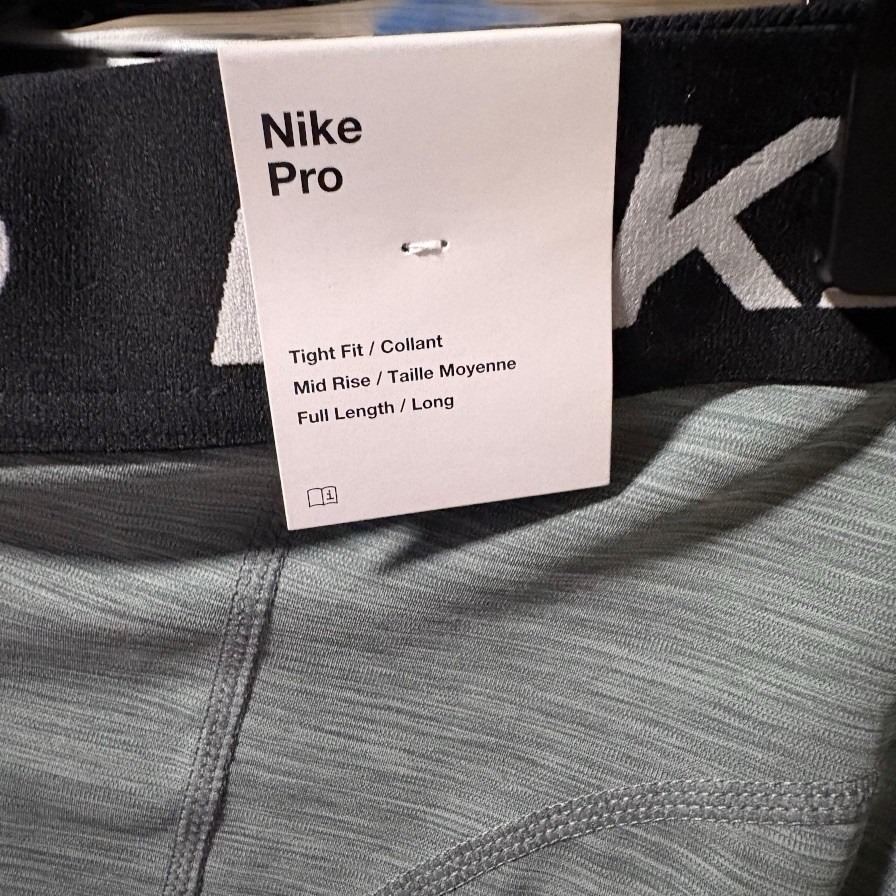 Nike
Pro
K
Tight Fit / Collant
Mid Rise / Taille Moyenne
Full Length / Long
i